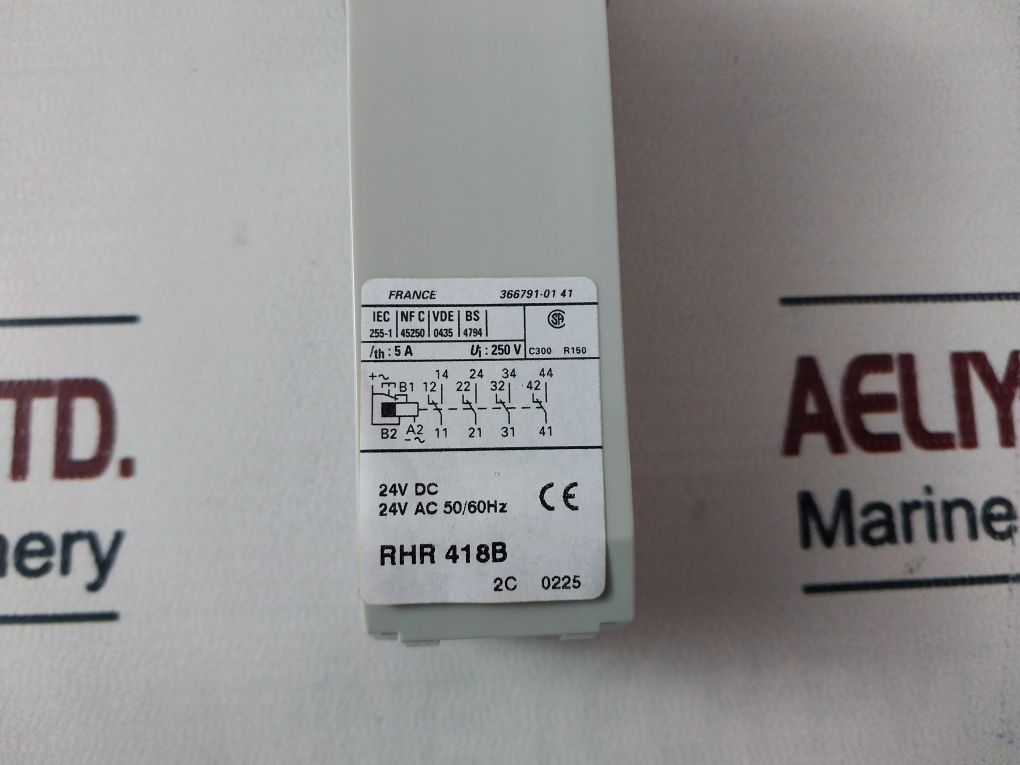 FRANCE 366791-01 41
IEC NF C VDE BS
255-1 45250 0435 4794
SA
Ith : 5 A Ui : 250 V C300 R150
+~ 14 24 34 44
B1 12 22 32 42
B2 A2 11 21 31 41
−~
24V DC
24V AC 50/60Hz CE
RHR 418B
2C 0225
TD.
nery
AELIY
Marine